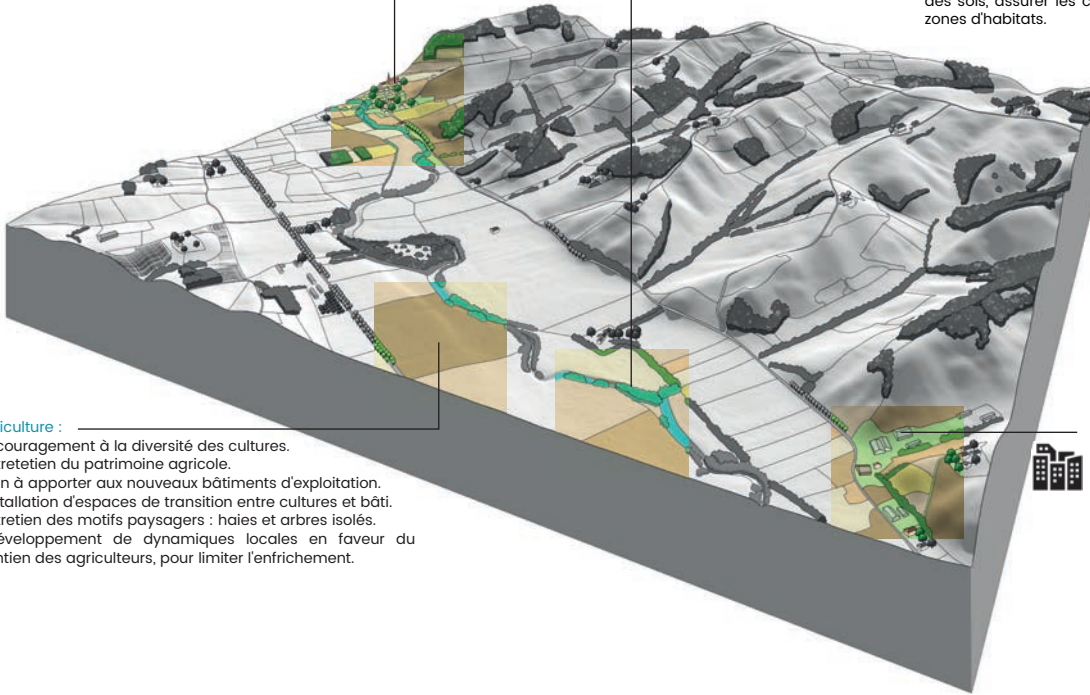 des sols, assurer les c
zones d'habitats.
iculture :
couragement à la diversité des cultures.
tretetien du patrimoine agricole.
n à apporter aux nouveaux bâtiments d'exploitation.
tallation d'espaces de transition entre cultures et bâti.
tretien des motifs paysagers : haies et arbres isolés.
éveloppement de dynamiques locales en faveur du
ntien des agriculteurs, pour limiter l'enfrichement.